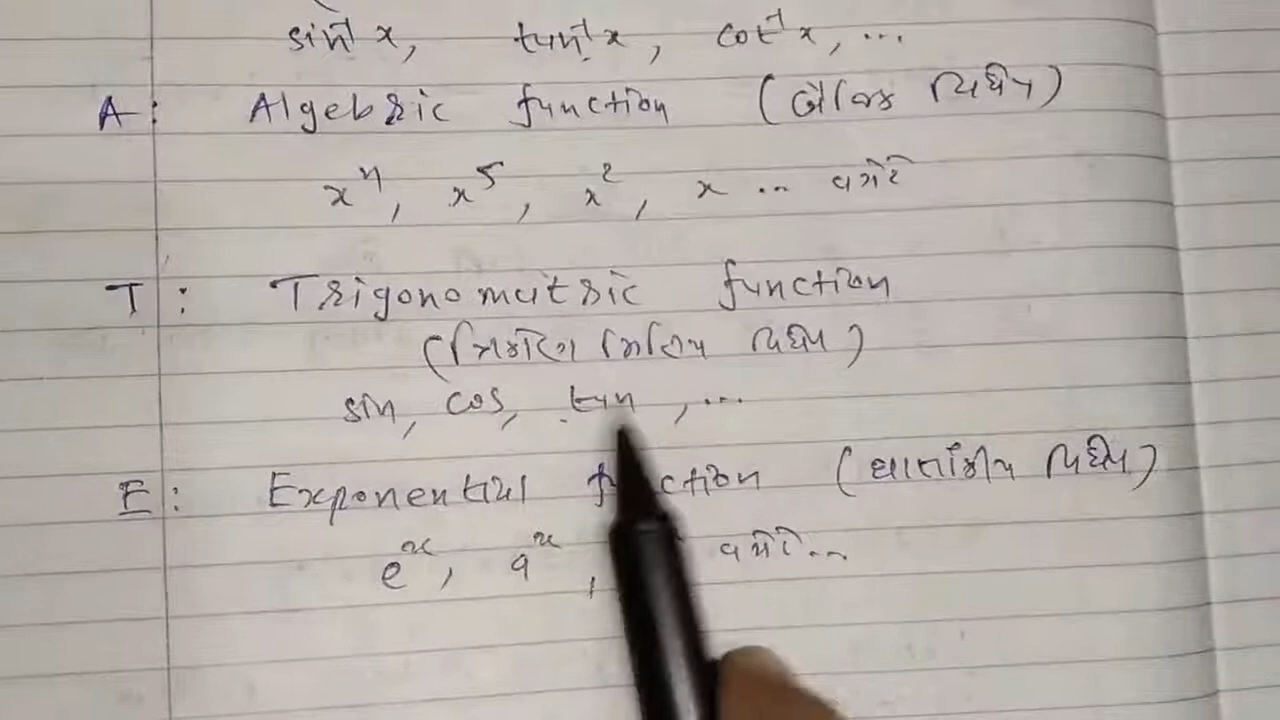 sin⁻¹x, tan⁻¹x, cot⁻¹x, ...
A: Algebric function (બૈજિક વિધેય)
xⁿ, x⁵, x², x ... વગેરે
T: Trigonometric function
(ત્રિકોણમિતિય વિધેય)
sin, cos, tan, ...
E: Exponential function (ઘાતાંકીય વિધેય)
eˣ, aˣ, વગેરે...